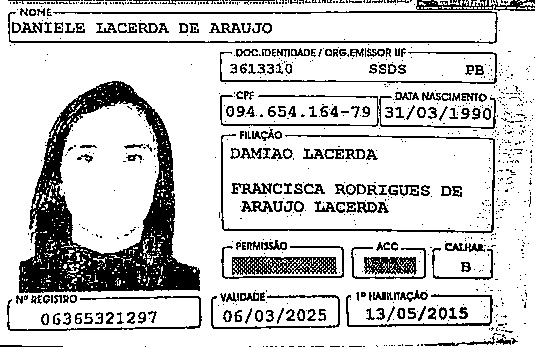 NOME
DANIELE LACERDA DE ARAUJO
DOC.IDENTIDADE / ORG.EMISSOR UF
3613310 SSDS PB
CPF DATA NASCIMENTO
094.654.164-79 31/03/1990
FILIAÇÃO
DAMIAO LACERDA
FRANCISCA RODRIGUES DE
ARAUJO LACERDA
PERMISSÃO ACC CAT.HAB.
B
Nº REGISTRO VALIDADE 1ª HABILITAÇÃO
06365321297 06/03/2025 13/05/2015